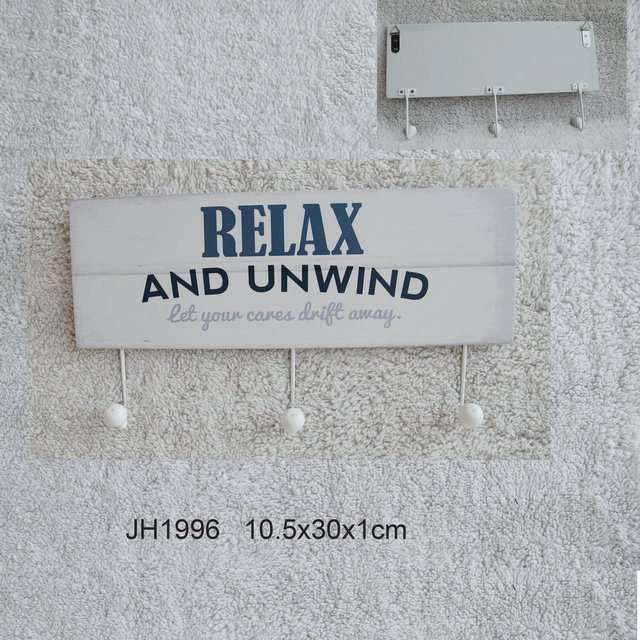 RELAX
AND UNWIND
Let your cares drift away.
JH1996 10.5x30x1cm